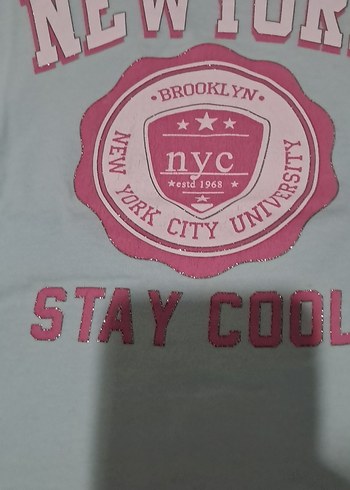 NEW YORK
·BROOKLYN·
nyc
estd 1968
NEW YORK CITY UNIVERSITY
STAY COOL